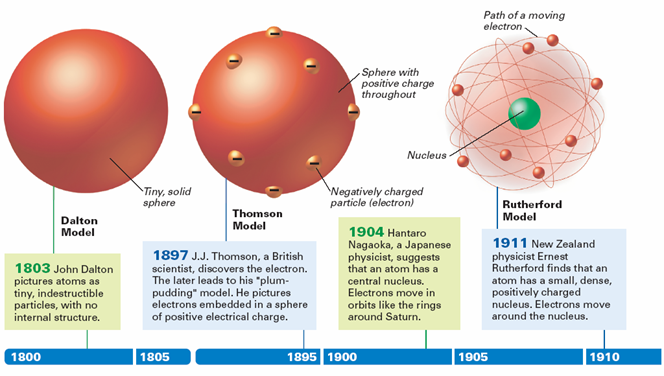 Path of a moving
electron
Sphere with
positive charge
throughout
Nucleus
Tiny, solid
sphere
Negatively charged
particle (electron)
Dalton
Model
Thomson
Model
Rutherford
Model
1803 John Dalton
pictures atoms as
tiny, indestructible
particles, with no
internal structure.
1897 J.J. Thomson, a British
scientist, discovers the electron.
The later leads to his "plum-
pudding" model. He pictures
electrons embedded in a sphere
of positive electrical charge.
1904 Hantaro
Nagaoka, a Japanese
physicist, suggests
that an atom has a
central nucleus.
Electrons move in
orbits like the rings
around Saturn.
1911 New Zealand
physicist Ernest
Rutherford finds that an
atom has a small, dense,
positively charged
nucleus. Electrons move
around the nucleus.
1800
1805
1895
1900
1905
1910